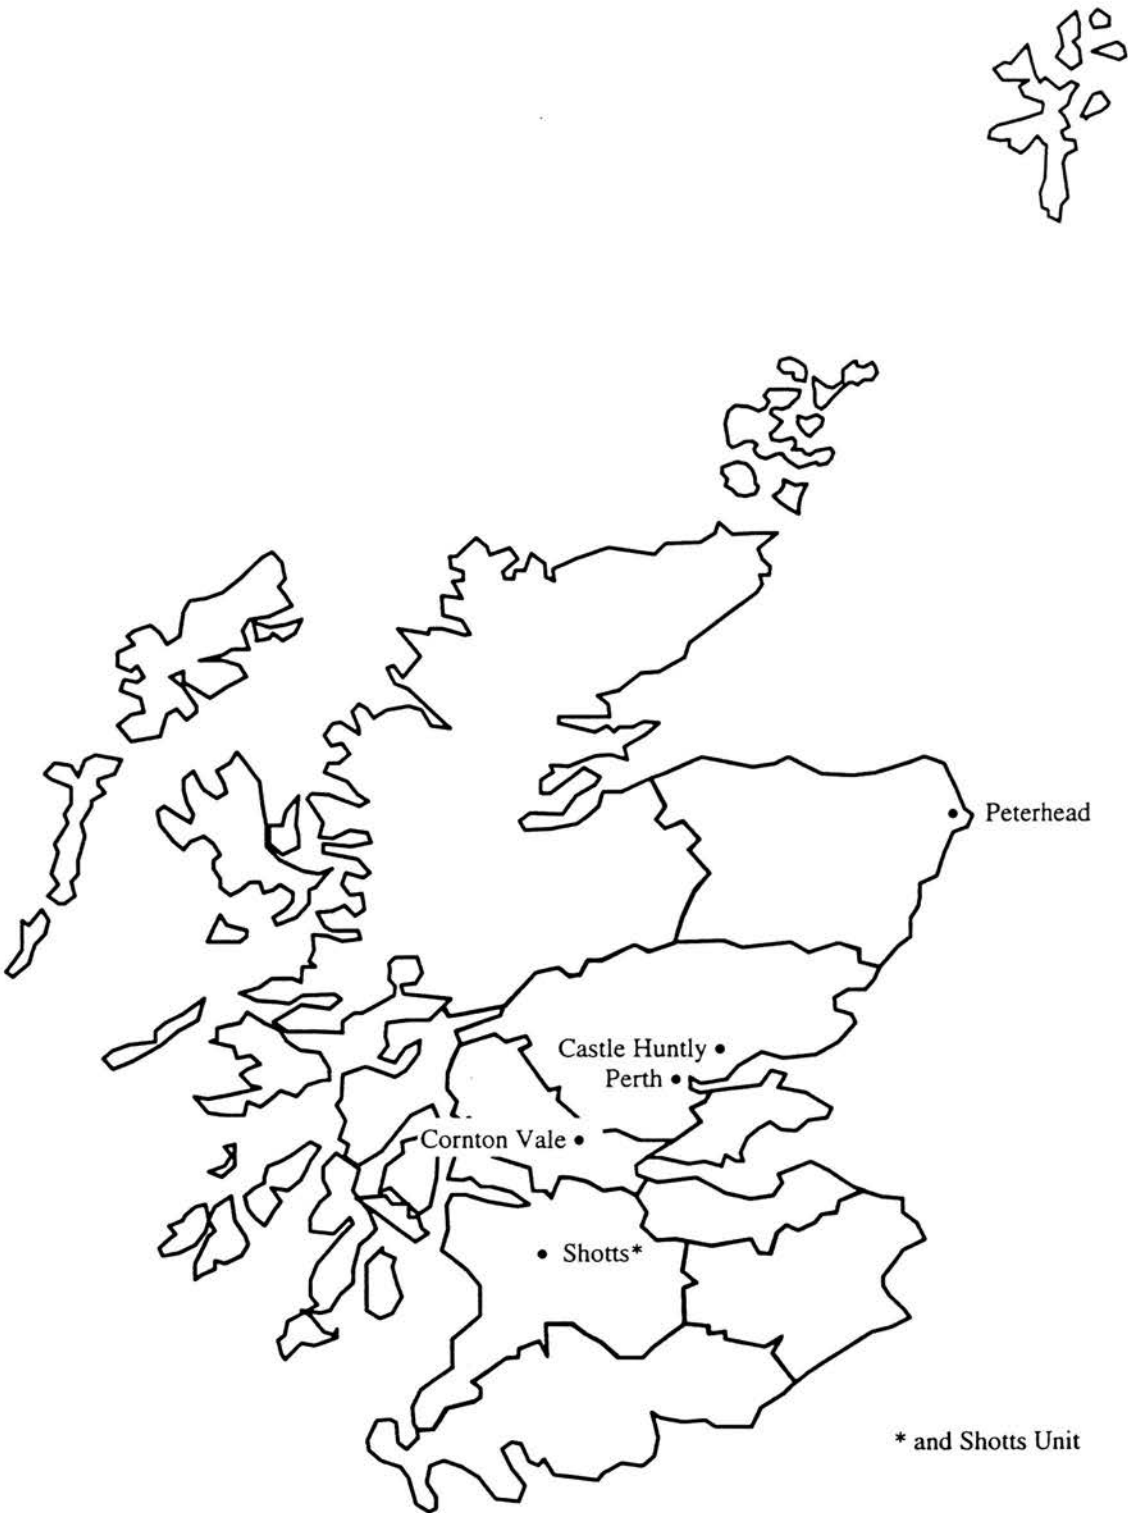 Peterhead
Castle Huntly
Perth
Cornton Vale
Shotts*
* and Shotts Unit